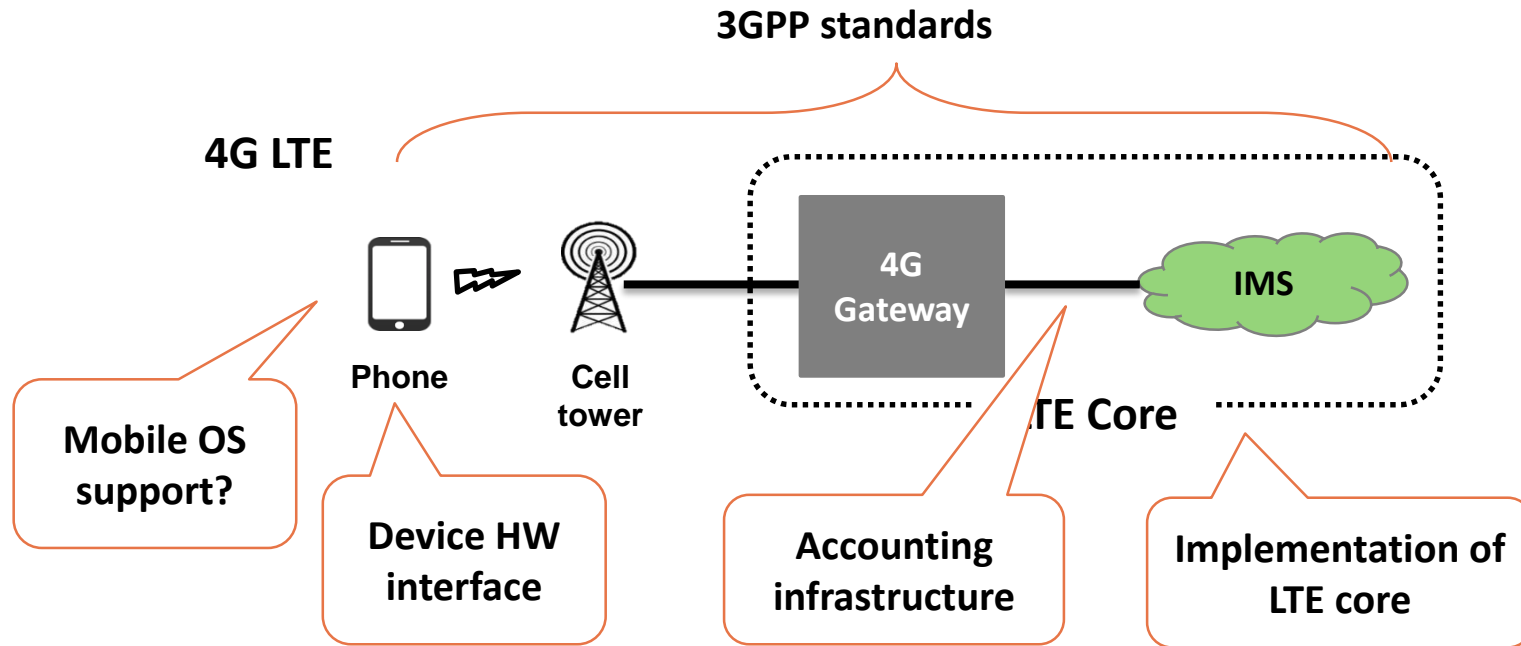 3GPP standards
4G LTE
4G
Gateway
IMS
Phone
Cell
tower
TE Core
Mobile OS
support?
Device HW
interface
Accounting
infrastructure
Implementation of
LTE core